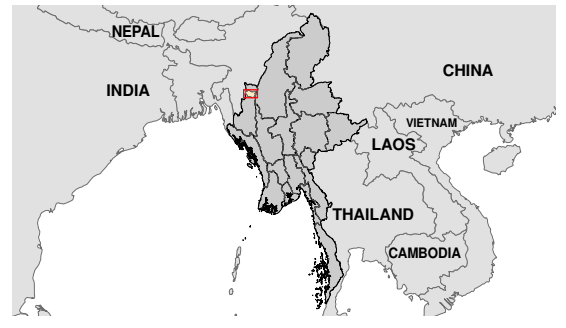 NEPAL
CHINA
INDIA
VIETNAM
LAOS
THAILAND
CAMBODIA